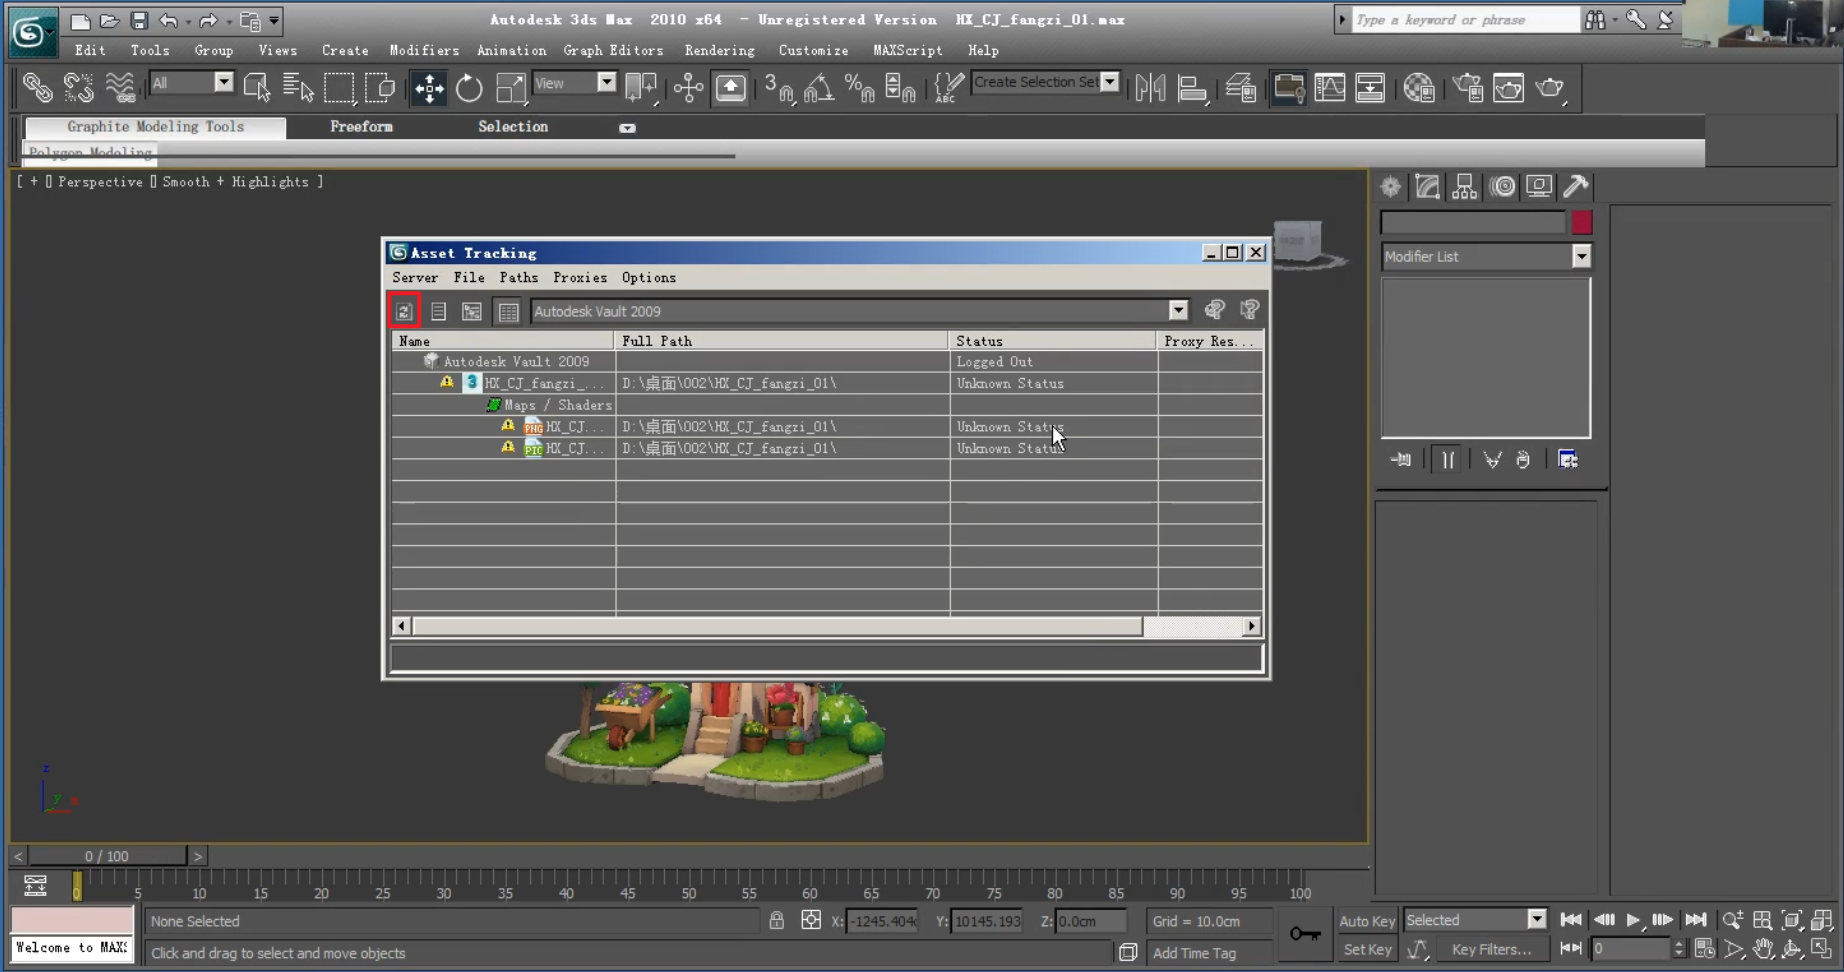 Autodesk 3ds Max 2010 x64 - Unregistered Version HX_CJ_fangzi_01.max
Type a keyword or phrase
Edit Tools Group Views Create Modifiers Animation Graph Editors Rendering Customize MAXScript Help
All
View
3
%
ABC
Create Selection Set
Graphite Modeling Tools Freeform Selection
Polygon Modeling
[ + [] Perspective [] Smooth + Highlights ]
Modifier List
Asset Tracking
Server File Paths Proxies Options
Autodesk Vault 2009
Name Full Path Status Proxy Res...
Autodesk Vault 2009 Logged Out
HX_CJ_fangzi_... D:\桌面\002\HX_CJ_fangzi_01\ Unknown Status
Maps / Shaders
PNG HX_CJ... D:\桌面\002\HX_CJ_fangzi_01\ Unknown Status
PIC HX_CJ... D:\桌面\002\HX_CJ_fangzi_01\ Unknown Status
z
y x
< 0 / 100 >
0 5 10 15 20 25 30 35 40 45 50 55 60 65 70 75 80 85 90 95 100
None Selected X: -1245.404 Y: 10145.193 Z: 0.0cm Grid = 10.0cm Auto Key Selected
Welcome to MAXS Click and drag to select and move objects Add Time Tag Set Key Key Filters... 0